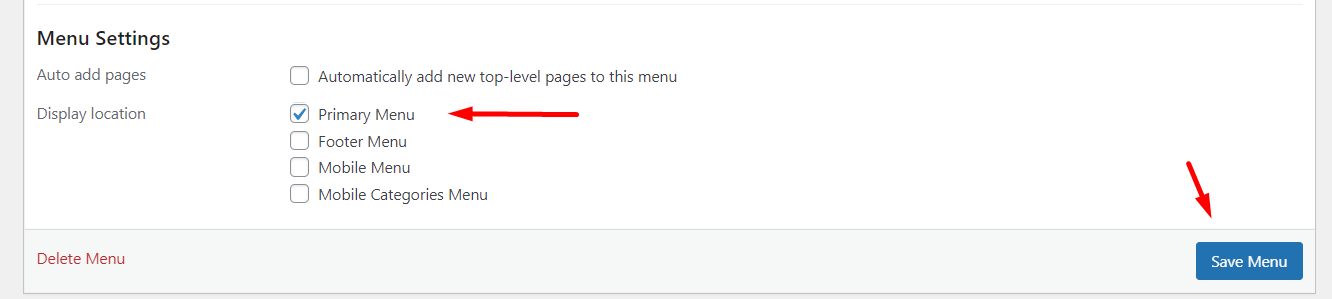 Menu Settings
Auto add pages
Automatically add new top-level pages to this menu
Display location
Primary Menu
Footer Menu
Mobile Menu
Mobile Categories Menu
Delete Menu
Save Menu